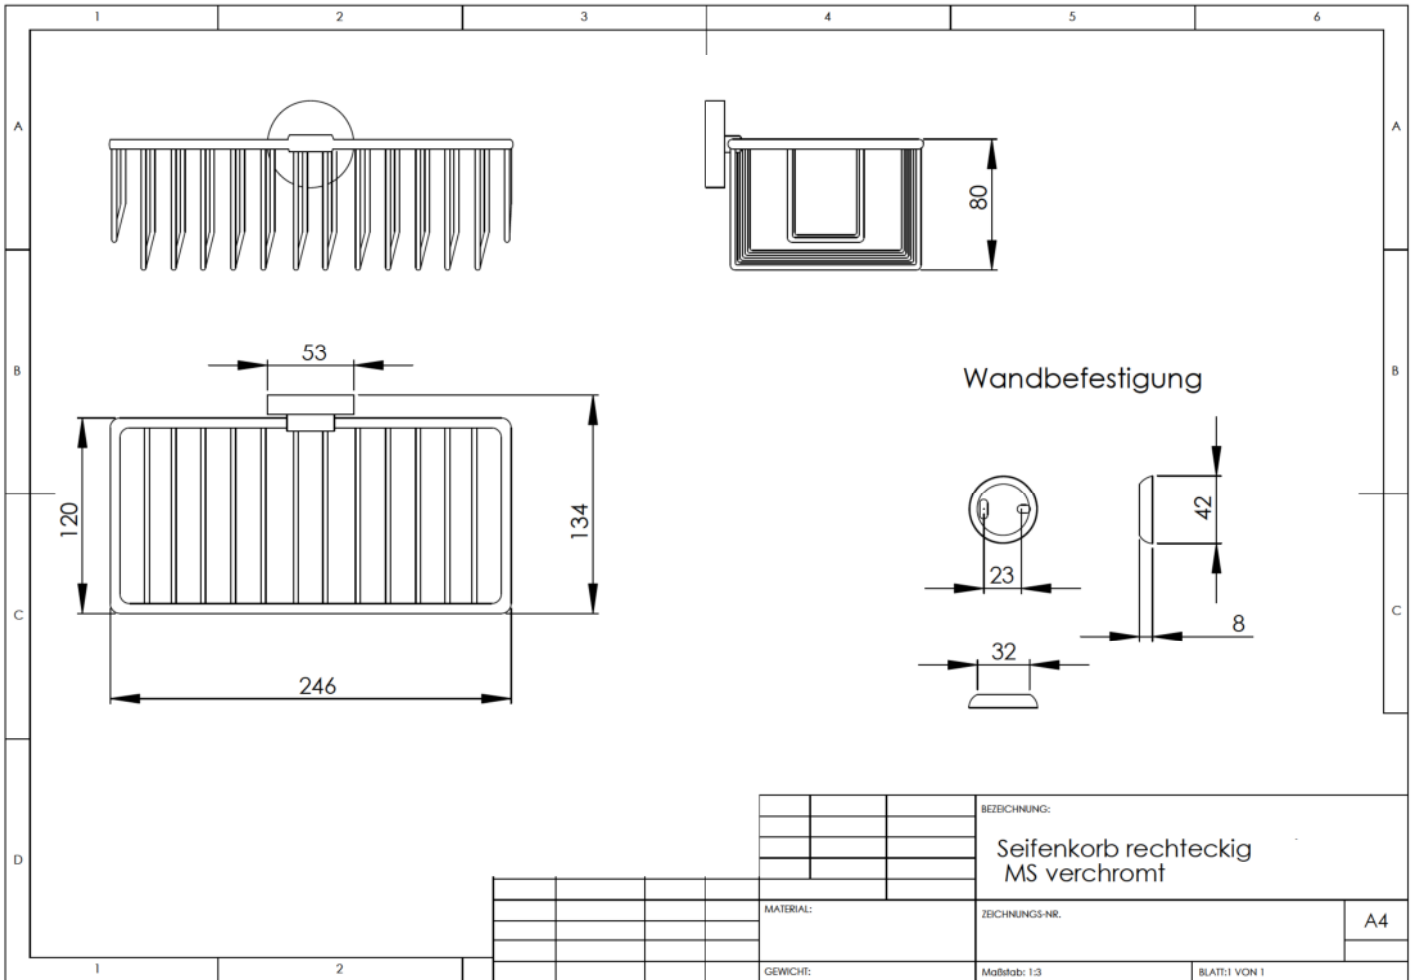 1 2 3 4 5 6
A A
80
53
B Wandbefestigung B
120 134 42
23
C 8 C
32
246
BEZEICHNUNG:
Seifenkorb rechteckig
MS verchromt
D
MATERIAL: ZEICHNUNGS-NR. A4
1 2 GEWICHT: Maßstab: 1:3 BLATT:1 VON 1